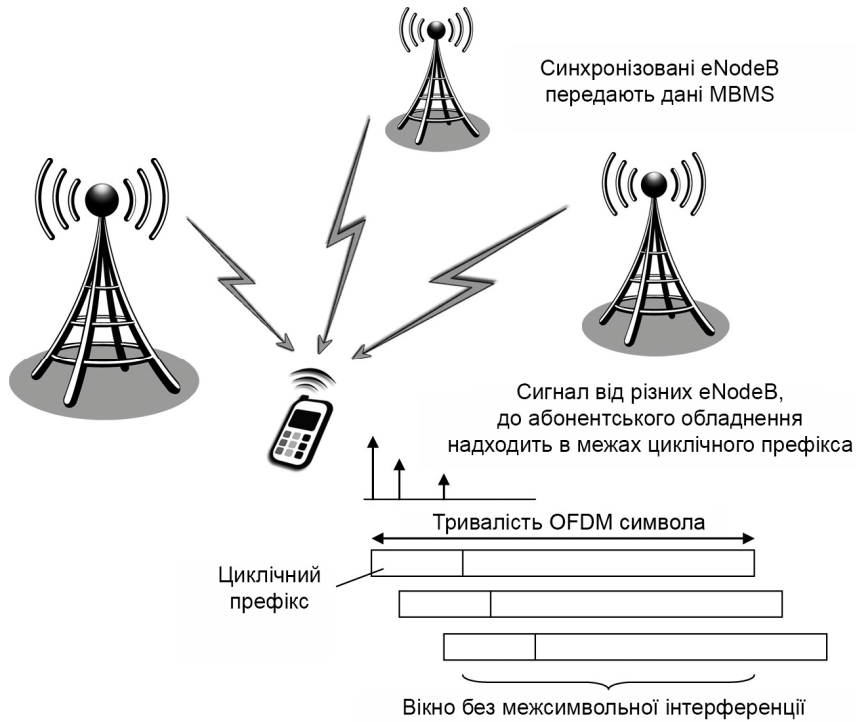 Синхронізовані eNodeB
передають дані MBMS
Сигнал від різних eNodeB,
до абонентського обладнення
надходить в межах циклічного префікса
Тривалість OFDM символа
Циклічний
префікс
Вікно без межсимвольної інтерференції